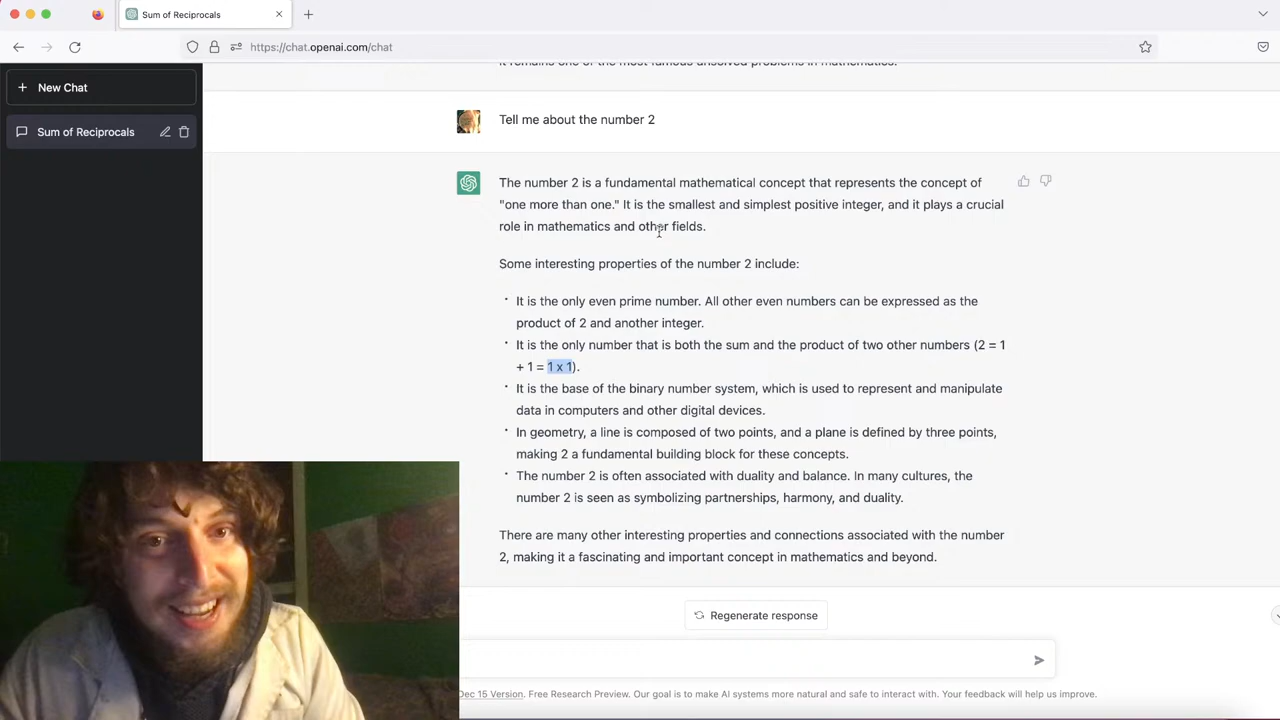 Sum of Reciprocals
https://chat.openai.com/chat
New Chat
Sum of Reciprocals
It remains one of the most famous unsolved problems in mathematics.
Tell me about the number 2
The number 2 is a fundamental mathematical concept that represents the concept of
"one more than one." It is the smallest and simplest positive integer, and it plays a crucial
role in mathematics and other fields.
Some interesting properties of the number 2 include:
· It is the only even prime number. All other even numbers can be expressed as the
product of 2 and another integer.
· It is the only number that is both the sum and the product of two other numbers (2 = 1
+ 1 = 1 x 1).
· It is the base of the binary number system, which is used to represent and manipulate
data in computers and other digital devices.
· In geometry, a line is composed of two points, and a plane is defined by three points,
making 2 a fundamental building block for these concepts.
· The number 2 is often associated with duality and balance. In many cultures, the
number 2 is seen as symbolizing partnerships, harmony, and duality.
There are many other interesting properties and connections associated with the number
2, making it a fascinating and important concept in mathematics and beyond.
Regenerate response
Dec 15 Version. Free Research Preview. Our goal is to make AI systems more natural and safe to interact with. Your feedback will help us improve.